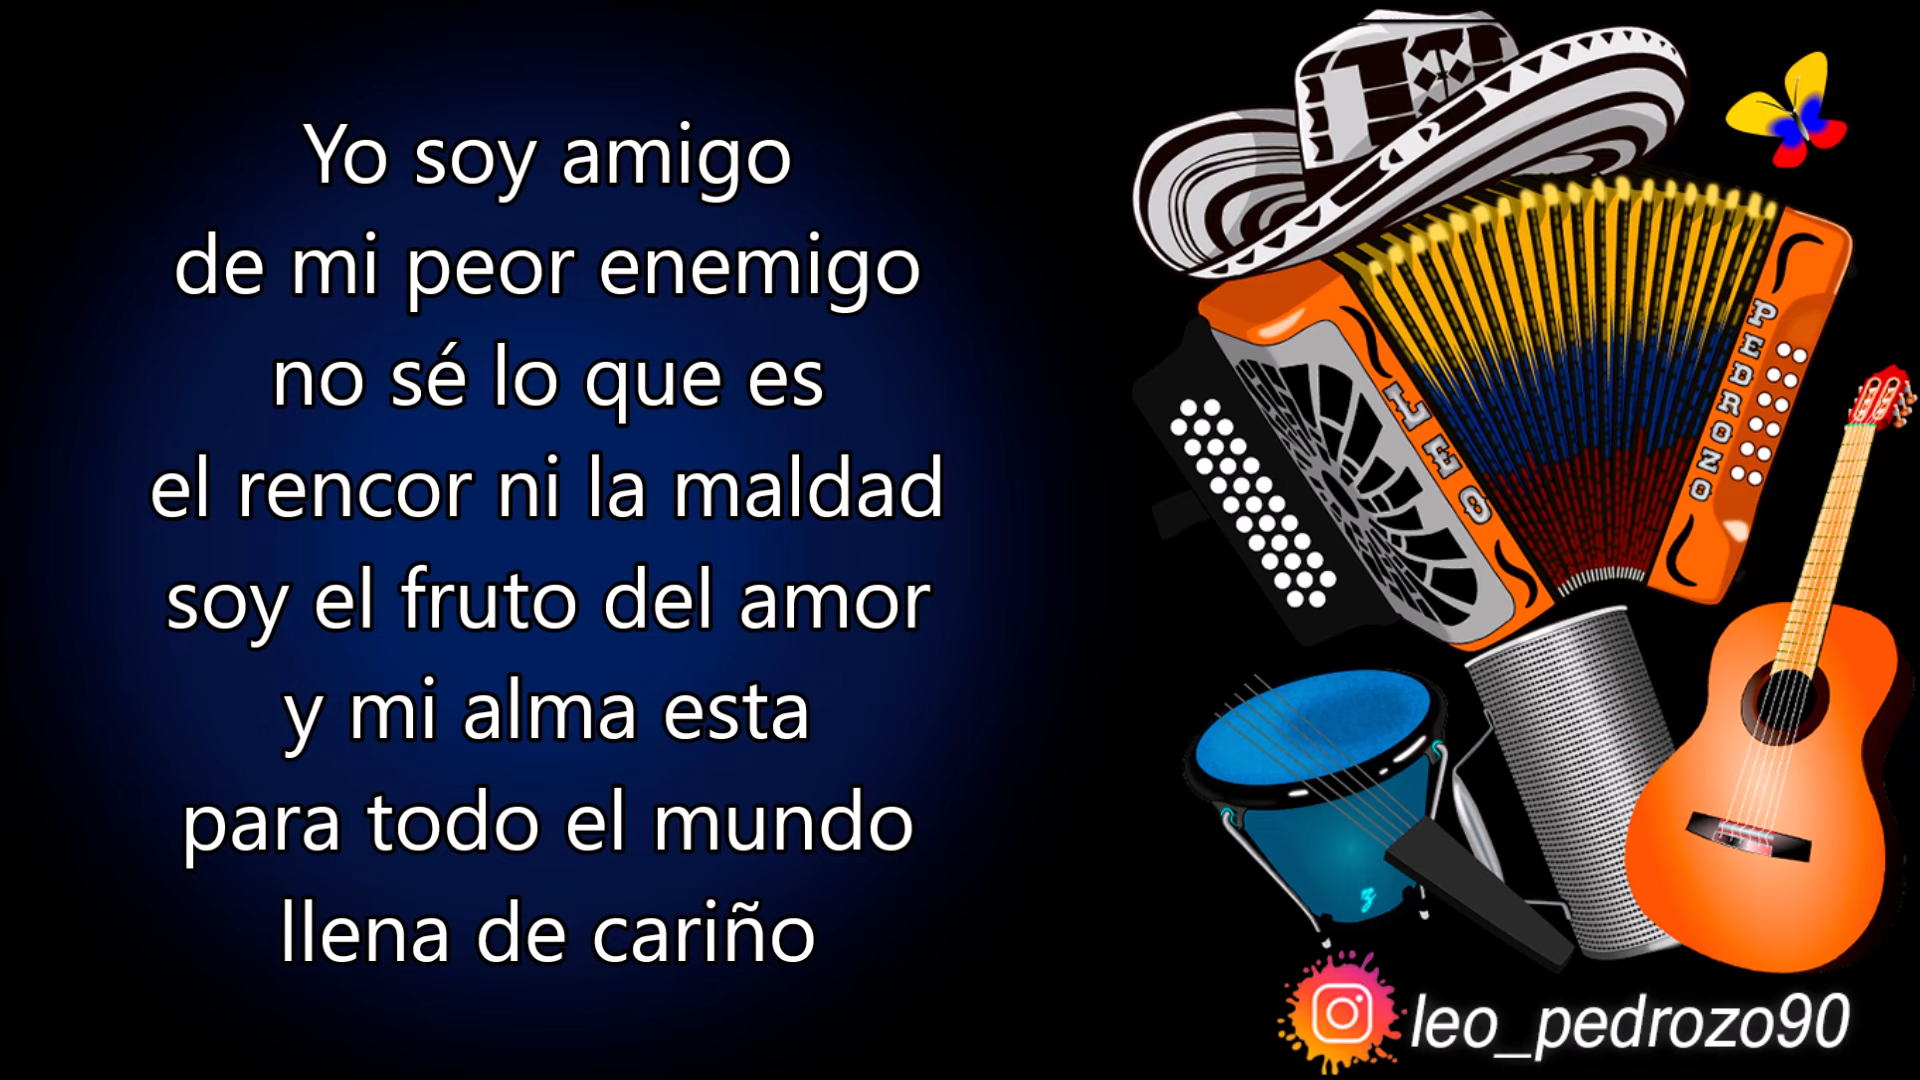 Yo soy amigo
de mi peor enemigo
no sé lo que es
el rencor ni la maldad
soy el fruto del amor
y mi alma esta
para todo el mundo
llena de cariño
LEO
PEDROZO
leo_pedrozo90